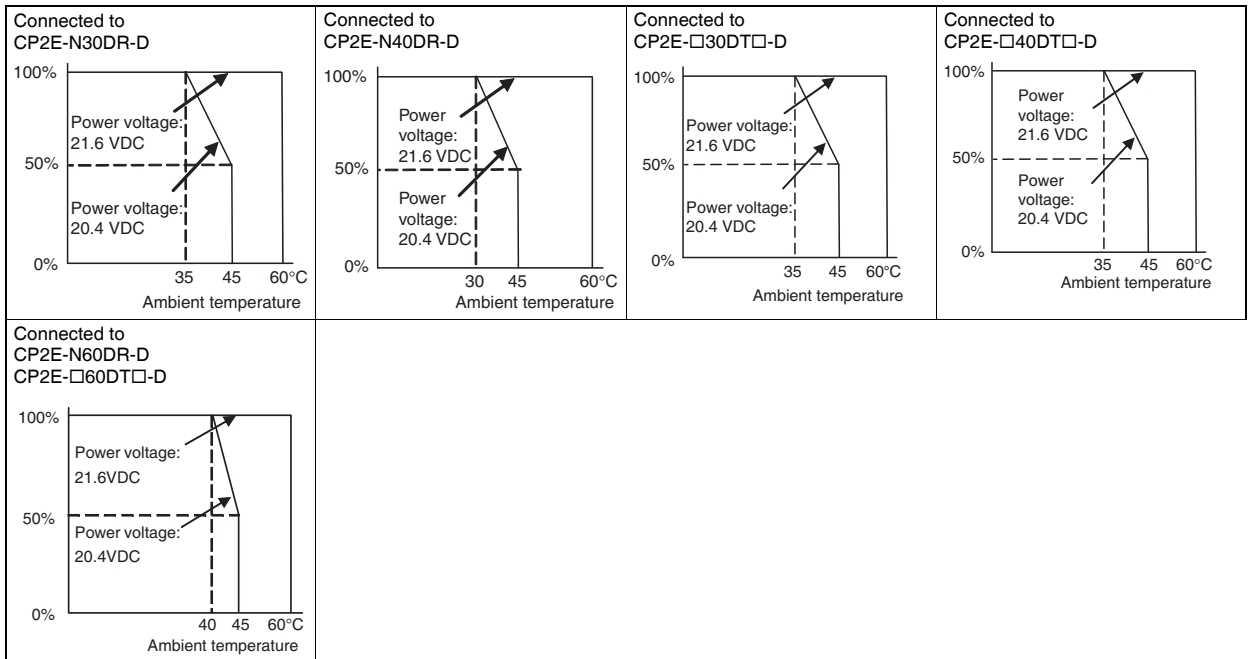 Connected to
CP2E-N30DR-D
100%
Power voltage:
21.6 VDC
50%
Power voltage:
20.4 VDC
0%
35 45 60°C
Ambient temperature
Connected to
CP2E-N40DR-D
100%
Power
voltage:
21.6 VDC
50%
Power
voltage:
20.4 VDC
0%
30 45 60°C
Ambient temperature
Connected to
CP2E-□30DT□-D
100%
Power voltage:
21.6 VDC
50%
Power voltage:
20.4 VDC
0%
35 45 60°C
Ambient temperature
Connected to
CP2E-□40DT□-D
100%
Power
voltage:
21.6 VDC
50%
Power
voltage:
20.4 VDC
0%
35 45 60°C
Ambient temperature
Connected to
CP2E-N60DR-D
CP2E-□60DT□-D
100%
Power voltage:
21.6VDC
50%
Power voltage:
20.4VDC
0%
40 45 60°C
Ambient temperature